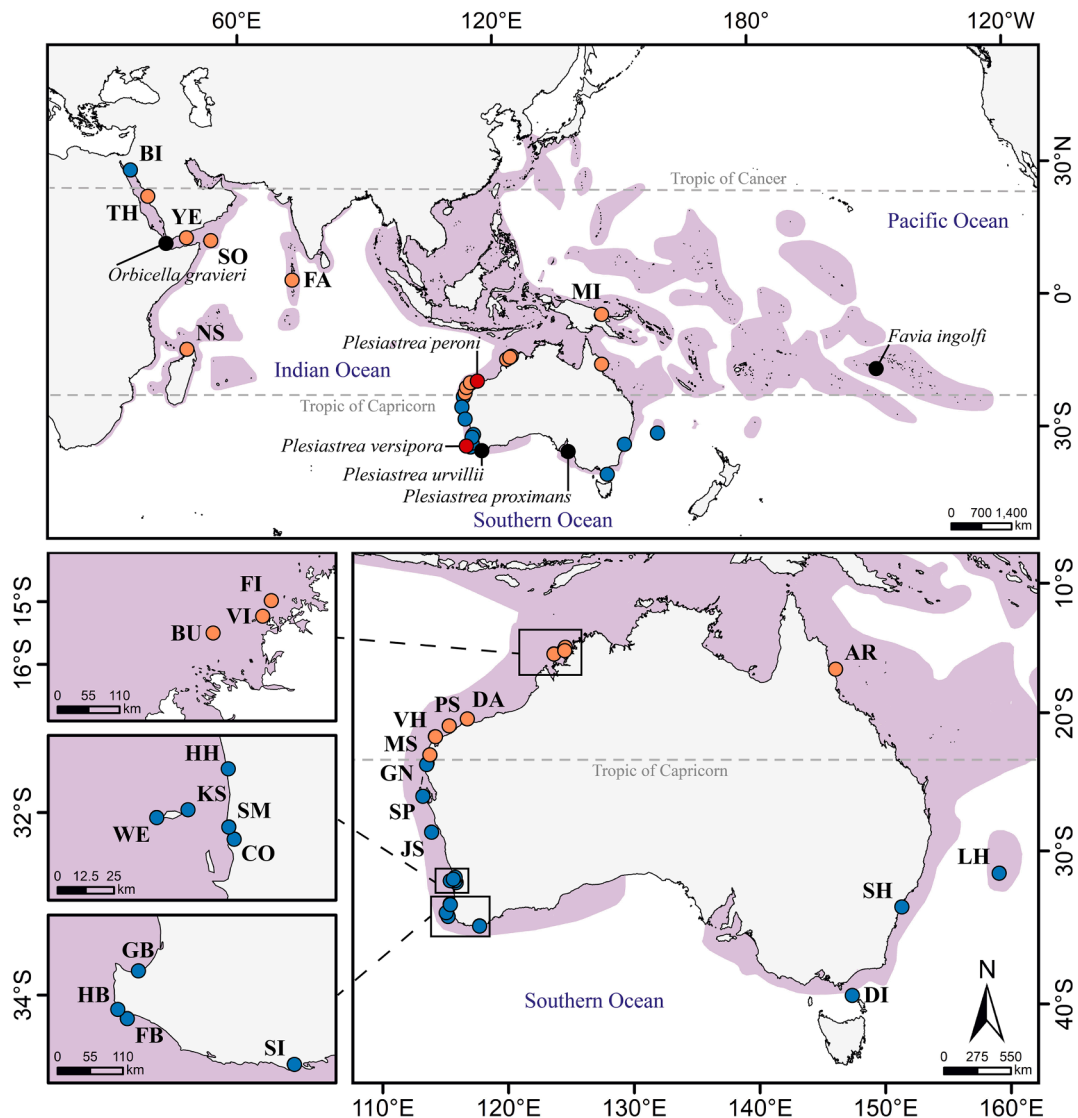 60°E 120°E 180° 120°W
BI
30°N
TH
Tropic of Cancer
YE
Pacific Ocean
SO
Orbicella gravieri
FA
MI
0°
NS
Plesiastrea peroni
Favia ingolfi
Indian Ocean
Tropic of Capricorn
30°S
Plesiastrea versipora
Plesiastrea urvillii
Plesiastrea proximans
Southern Ocean
0 700 1,400
km
15°S
16°S
FI
VI
BU
0 55 110
km
32°S
HH
KS
SM
WE
CO
0 12.5 25
km
34°S
GB
HB
FB
SI
0 55 110
km
10°S
AR
DA
PS
VH
20°S
MS
Tropic of Capricorn
GN
SP
JS
30°S
LH
SH
N
Southern Ocean
DI
40°S
0 275 550
km
110°E 120°E 130°E 140°E 150°E 160°E